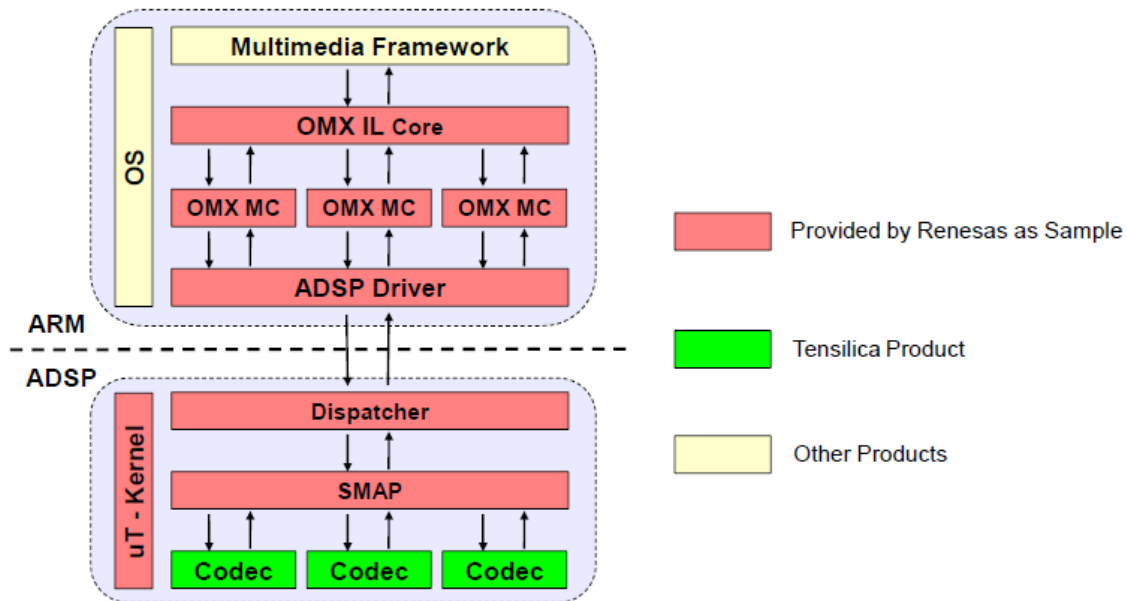 Multimedia Framework
OS
OMX IL Core
OMX MC
OMX MC
OMX MC
ADSP Driver
ARM
ADSP
uT - Kernel
Dispatcher
SMAP
Codec
Codec
Codec
Provided by Renesas as Sample
Tensilica Product
Other Products